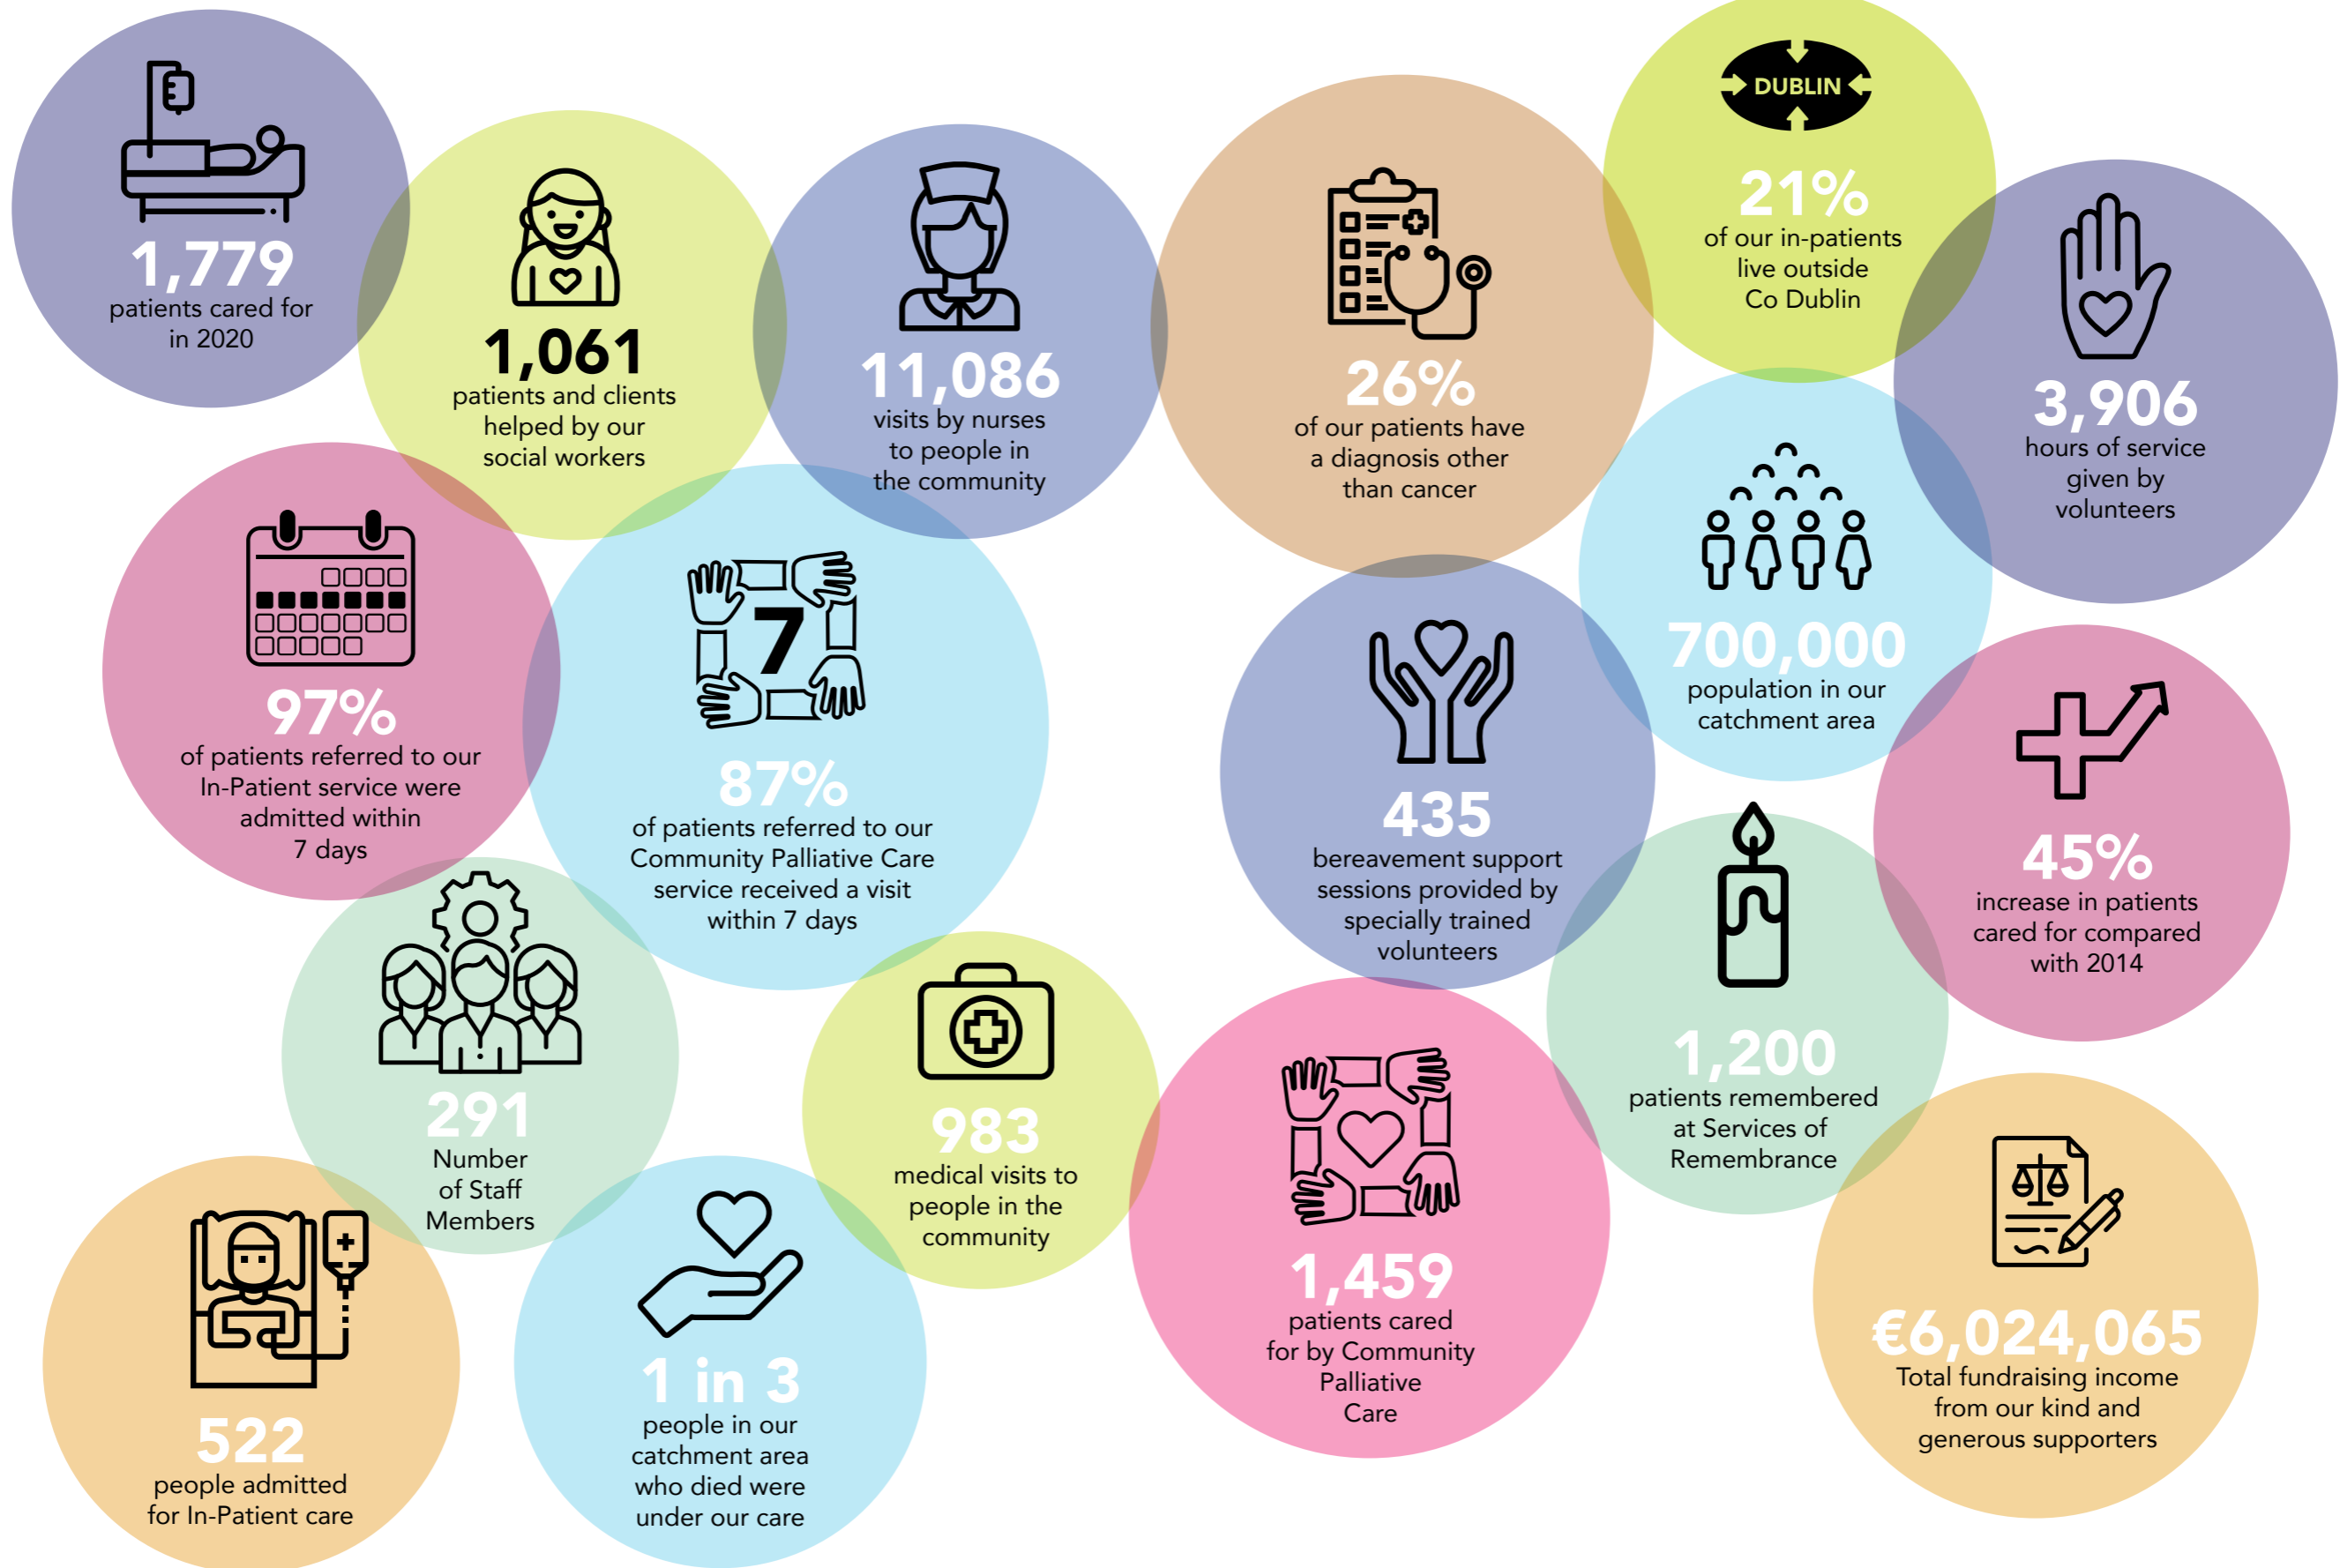 1,779
patients cared for
in 2020
1,061
patients and clients
helped by our
social workers
11,086
visits by nurses
to people in
the community
26%
of our patients have
a diagnosis other
than cancer
DUBLIN
21%
of our in-patients
live outside
Co Dublin
3,906
hours of service
given by
volunteers
97%
of patients referred to our
In-Patient service were
admitted within
7 days
7
87%
of patients referred to our
Community Palliative Care
service received a visit
within 7 days
435
bereavement support
sessions provided by
specially trained
volunteers
700,000
population in our
catchment area
45%
increase in patients
cared for compared
with 2014
291
Number
of Staff
Members
983
medical visits to
people in the
community
1,459
patients cared
for by Community
Palliative
Care
1,200
patients remembered
at Services of
Remembrance
€6,024,065
Total fundraising income
from our kind and
generous supporters
522
people admitted
for In-Patient care
1 in 3
people in our
catchment area
who died were
under our care